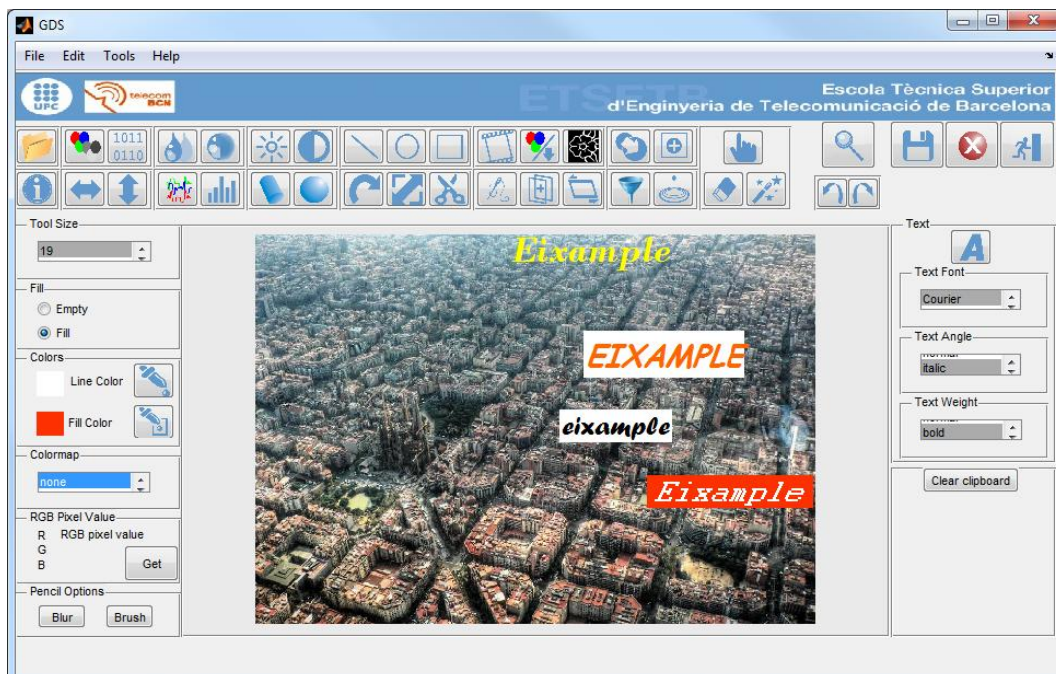 GDS
File Edit Tools Help
UPC telecom BCN
ETSETB
Escola Tècnica Superior
d'Enginyeria de Telecomunicació de Barcelona
1011
0110
Tool Size
19
Fill
Empty
Fill
Colors
Line Color
Fill Color
Colormap
none
RGB Pixel Value
R RGB pixel value
G
B
Get
Pencil Options
Blur Brush
Eixample
EIXAMPLE
eixample
Eixample
Text
A
Text Font
Courier
Text Angle
normal
italic
Text Weight
normal
bold
Clear clipboard